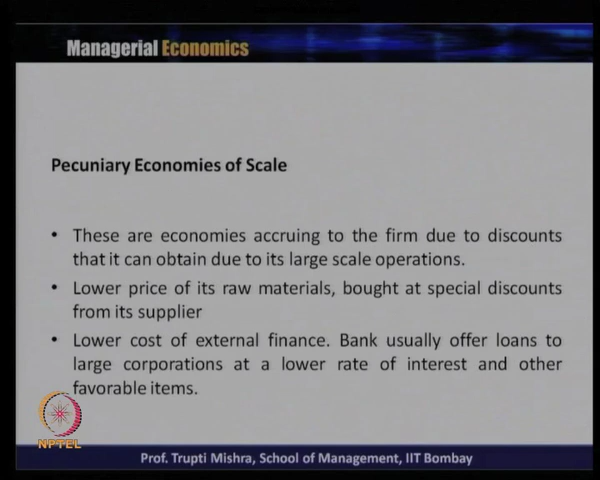 Managerial Economics
Pecuniary Economies of Scale
• These are economies accruing to the firm due to discounts
that it can obtain due to its large scale operations.
• Lower price of its raw materials, bought at special discounts
from its supplier
• Lower cost of external finance. Bank usually offer loans to
large corporations at a lower rate of interest and other
favorable items.
NPTEL
Prof. Trupti Mishra, School of Management, IIT Bombay